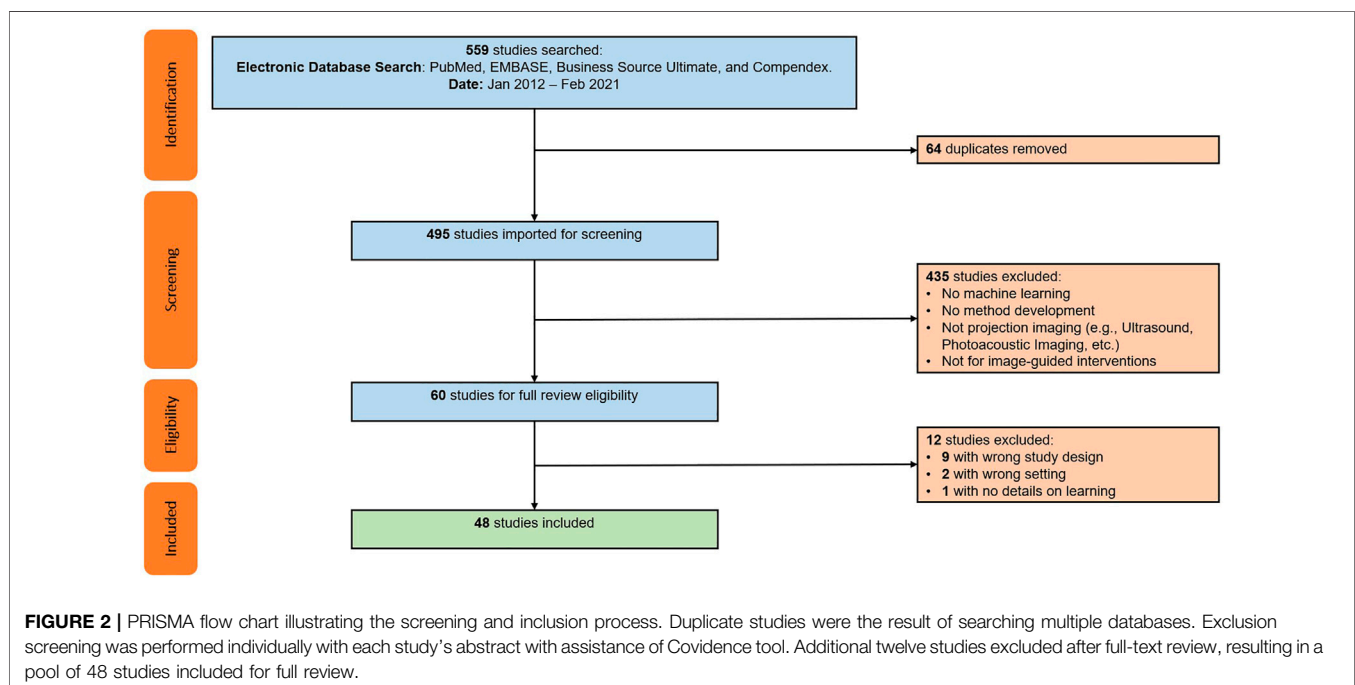 Identification
559 studies searched:
Electronic Database Search: PubMed, EMBASE, Business Source Ultimate, and Compendex.
Date: Jan 2012 – Feb 2021
64 duplicates removed
Screening
495 studies imported for screening
435 studies excluded:
• No machine learning
• No method development
• Not projection imaging (e.g., Ultrasound,
Photoacoustic Imaging, etc.)
• Not for image-guided interventions
Eligibility
60 studies for full review eligibility
12 studies excluded:
• 9 with wrong study design
• 2 with wrong setting
• 1 with no details on learning
Included
48 studies included
FIGURE 2 | PRISMA flow chart illustrating the screening and inclusion process. Duplicate studies were the result of searching multiple databases. Exclusion
screening was performed individually with each study's abstract with assistance of Covidence tool. Additional twelve studies excluded after full-text review, resulting in a
pool of 48 studies included for full review.